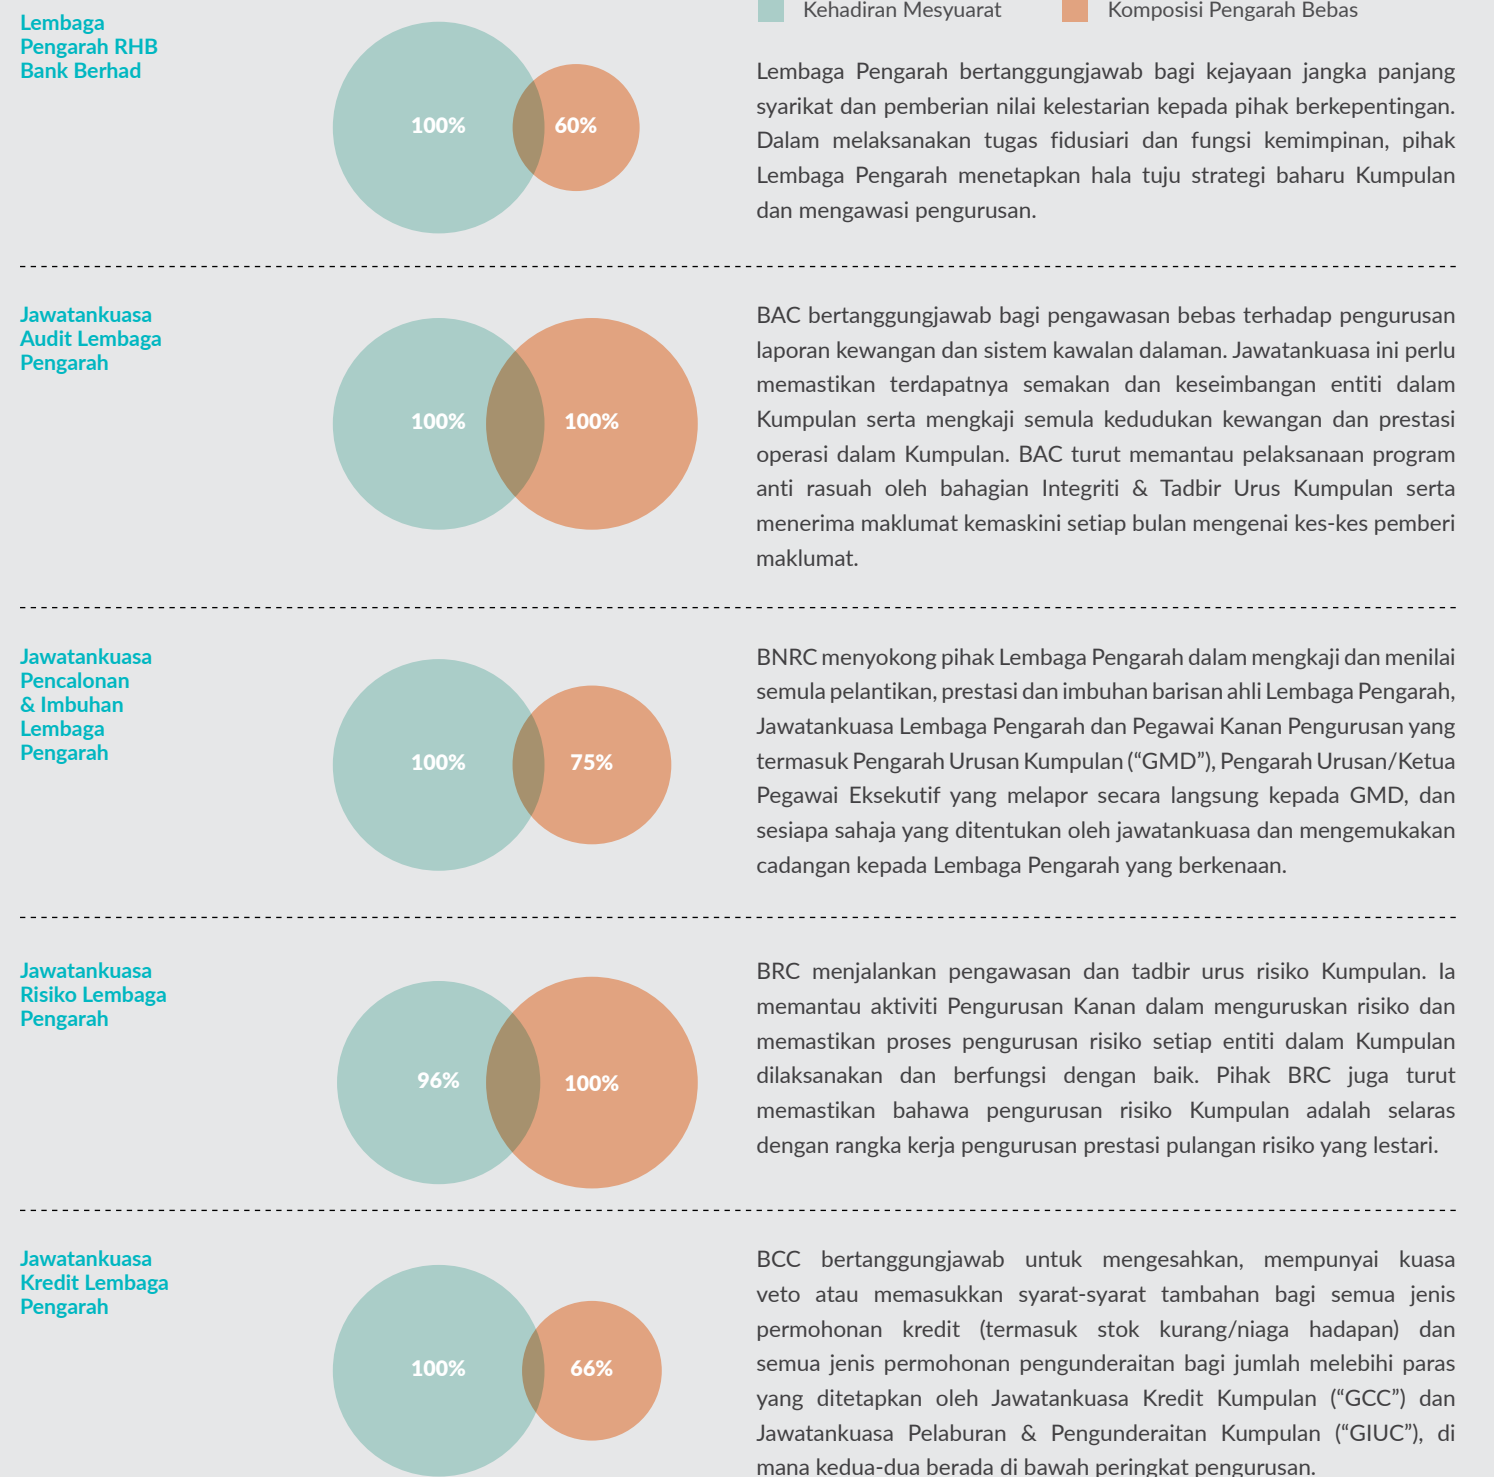 Kehadiran Mesyuarat
Komposisi Pengarah Bebas
Lembaga
Pengarah RHB
Bank Berhad
100%
60%
Lembaga Pengarah bertanggungjawab bagi kejayaan jangka panjang
syarikat dan pemberian nilai kelestarian kepada pihak berkepentingan.
Dalam melaksanakan tugas fidusiari dan fungsi kemimpinan, pihak
Lembaga Pengarah menetapkan hala tuju strategi baharu Kumpulan
dan mengawasi pengurusan.
Jawatankuasa
Audit Lembaga
Pengarah
100%
100%
BAC bertanggungjawab bagi pengawasan bebas terhadap pengurusan
laporan kewangan dan sistem kawalan dalaman. Jawatankuasa ini perlu
memastikan terdapatnya semakan dan keseimbangan entiti dalam
Kumpulan serta mengkaji semula kedudukan kewangan dan prestasi
operasi dalam Kumpulan. BAC turut memantau pelaksanaan program
anti rasuah oleh bahagian Integriti & Tadbir Urus Kumpulan serta
menerima maklumat kemaskini setiap bulan mengenai kes-kes pemberi
maklumat.
Jawatankuasa
Pencalonan
& Imbuhan
Lembaga
Pengarah
100%
75%
BNRC menyokong pihak Lembaga Pengarah dalam mengkaji dan menilai
semula pelantikan, prestasi dan imbuhan barisan ahli Lembaga Pengarah,
Jawatankuasa Lembaga Pengarah dan Pegawai Kanan Pengurusan yang
termasuk Pengarah Urusan Kumpulan (“GMD”), Pengarah Urusan/Ketua
Pegawai Eksekutif yang melapor secara langsung kepada GMD, dan
sesiapa sahaja yang ditentukan oleh jawatankuasa dan mengemukakan
cadangan kepada Lembaga Pengarah yang berkenaan.
Jawatankuasa
Risiko Lembaga
Pengarah
96%
100%
BRC menjalankan pengawasan dan tadbir urus risiko Kumpulan. Ia
memantau aktiviti Pengurusan Kanan dalam menguruskan risiko dan
memastikan proses pengurusan risiko setiap entiti dalam Kumpulan
dilaksanakan dan berfungsi dengan baik. Pihak BRC juga turut
memastikan bahawa pengurusan risiko Kumpulan adalah selaras
dengan rangka kerja pengurusan prestasi pulangan risiko yang lestari.
Jawatankuasa
Kredit Lembaga
Pengarah
100%
66%
BCC bertanggungjawab untuk mengesahkan, mempunyai kuasa
veto atau memasukkan syarat-syarat tambahan bagi semua jenis
permohonan kredit (termasuk stok kurang/niaga hadapan) dan
semua jenis permohonan pengunderaitan bagi jumlah melebihi paras
yang ditetapkan oleh Jawatankuasa Kredit Kumpulan (“GCC”) dan
Jawatankuasa Pelaburan & Pengunderaitan Kumpulan (“GIUC”), di
mana kedua-dua berada di bawah peringkat pengurusan.